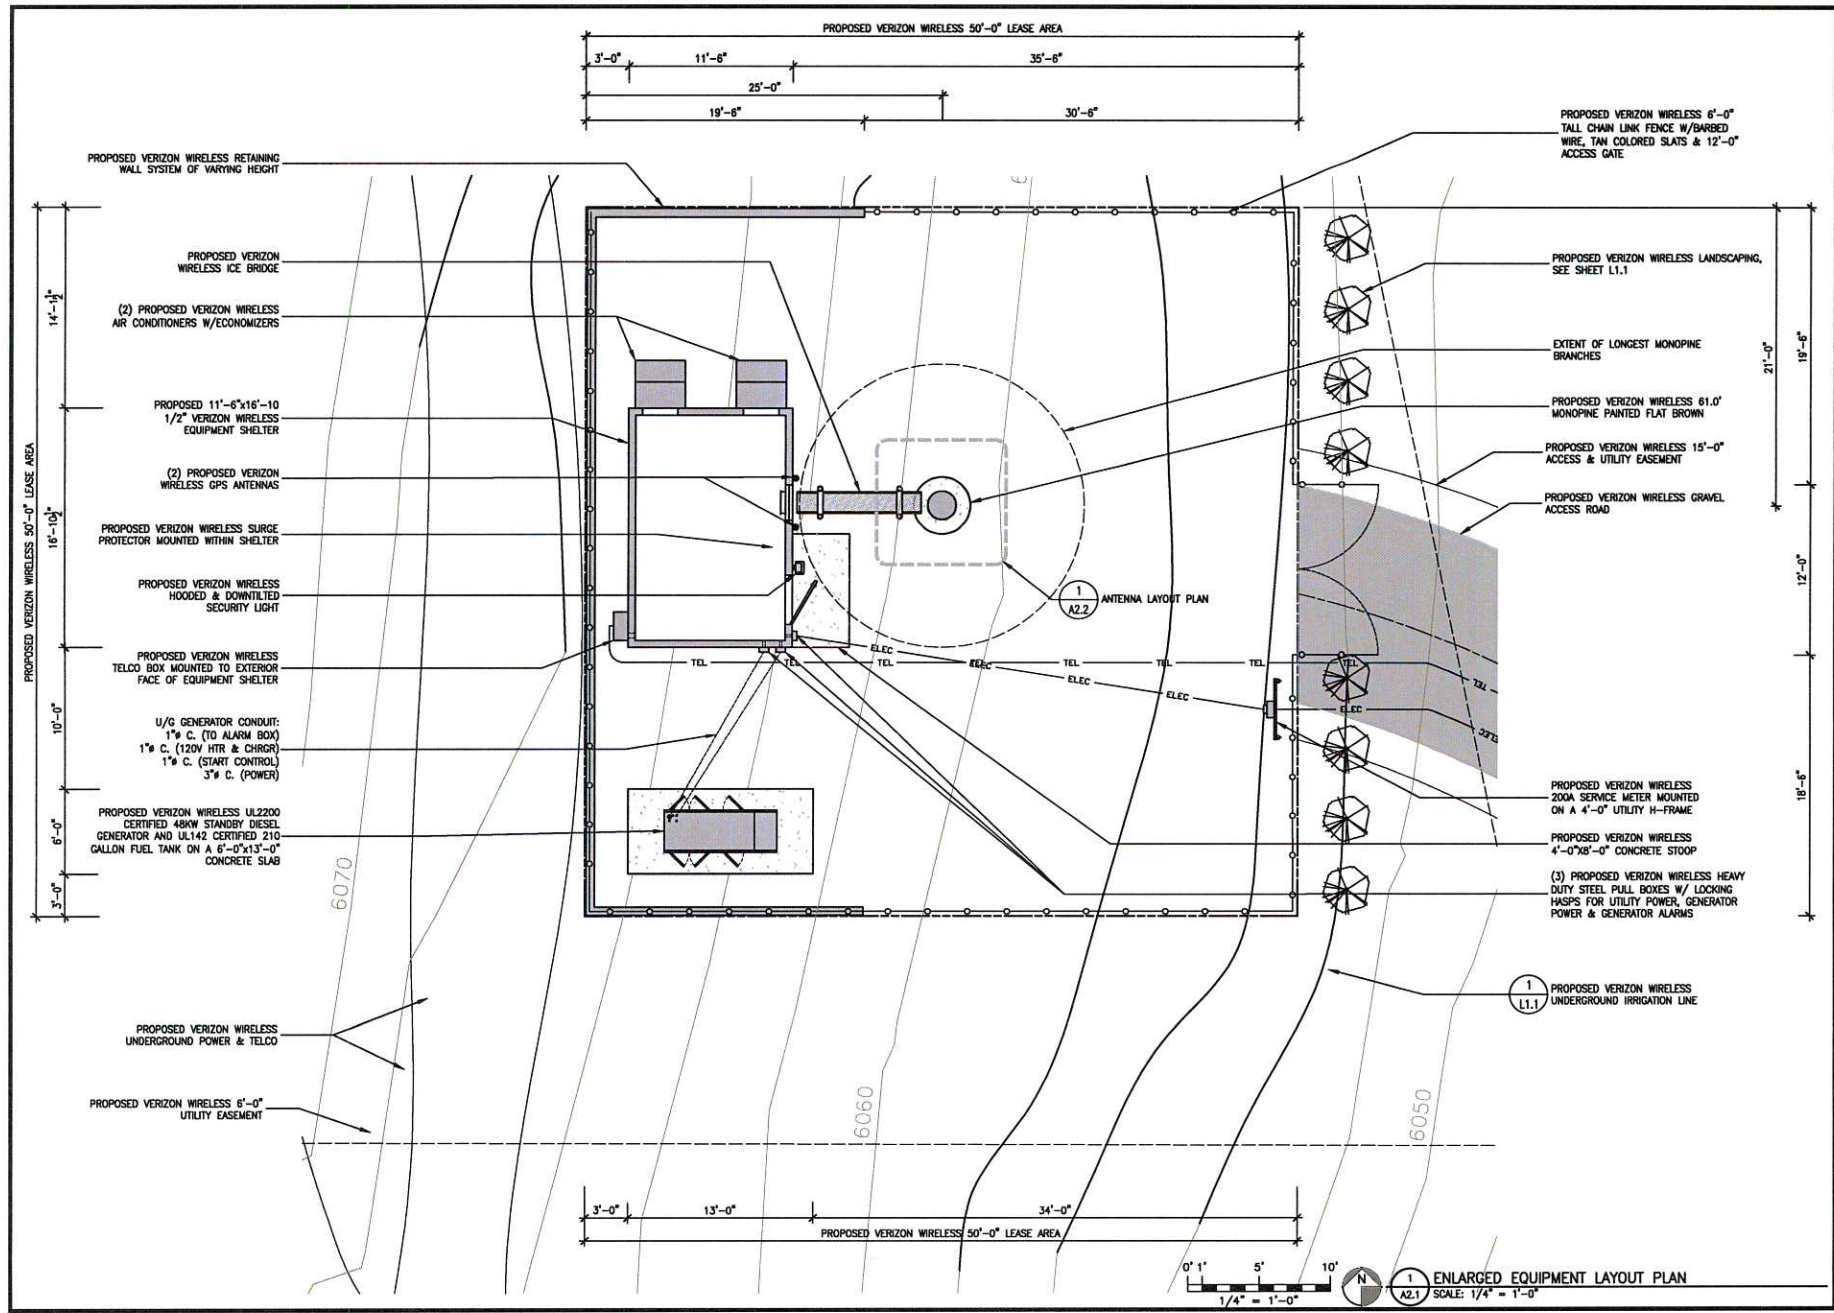 PROPOSED VERIZON WIRELESS 50'-0" LEASE AREA
3'-0"
11'-6"
35'-6"
25'-0"
19'-6"
30'-6"
PROPOSED VERIZON WIRELESS RETAINING
WALL SYSTEM OF VARYING HEIGHT
PROPOSED VERIZON
WIRELESS ICE BRIDGE
(2) PROPOSED VERIZON WIRELESS
AIR CONDITIONERS W/ECONOMIZERS
PROPOSED 11'-6"x16'-10
1/2" VERIZON WIRELESS
EQUIPMENT SHELTER
(2) PROPOSED VERIZON
WIRELESS GPS ANTENNAS
PROPOSED VERIZON WIRELESS SURGE
PROTECTOR MOUNTED WITHIN SHELTER
PROPOSED VERIZON WIRELESS
HOODED & DOWNTILTED
SECURITY LIGHT
PROPOSED VERIZON WIRELESS
TELCO BOX MOUNTED TO EXTERIOR
FACE OF EQUIPMENT SHELTER
U/G GENERATOR CONDUIT:
1"ø C. (TO ALARM BOX)
1"ø C. (120V HTR & CHRGR)
1"ø C. (START CONTROL)
3"ø C. (POWER)
PROPOSED VERIZON WIRELESS UL2200
CERTIFIED 48KW STANDBY DIESEL
GENERATOR AND UL142 CERTIFIED 210
GALLON FUEL TANK ON A 6'-0"x13'-0"
CONCRETE SLAB
PROPOSED VERIZON WIRELESS
UNDERGROUND POWER & TELCO
PROPOSED VERIZON WIRELESS 6'-0"
UTILITY EASEMENT
PROPOSED VERIZON WIRELESS 50'-0" LEASE AREA
14'-1½"
16'-10½"
10'-0"
6'-0"
3'-0"
PROPOSED VERIZON WIRELESS 6'-0"
TALL CHAIN LINK FENCE W/BARBED
WIRE, TAN COLORED SLATS & 12'-0"
ACCESS GATE
PROPOSED VERIZON WIRELESS LANDSCAPING,
SEE SHEET L1.1
EXTENT OF LONGEST MONOPINE
BRANCHES
PROPOSED VERIZON WIRELESS 61.0'
MONOPINE PAINTED FLAT BROWN
PROPOSED VERIZON WIRELESS 15'-0"
ACCESS & UTILITY EASEMENT
PROPOSED VERIZON WIRELESS GRAVEL
ACCESS ROAD
21'-0"
19'-6"
12'-0"
18'-6"
1
A2.2
ANTENNA LAYOUT PLAN
TEL
TEL
TEL
TEL
TEL
TEL
TEL
TEL
TEL
ELEC
ELEC
ELEC
ELEC
ELEC
ELEC
PROPOSED VERIZON WIRELESS
200A SERVICE METER MOUNTED
ON A 4'-0" UTILITY H-FRAME
PROPOSED VERIZON WIRELESS
4'-0"X8'-0" CONCRETE STOOP
(3) PROPOSED VERIZON WIRELESS HEAVY
DUTY STEEL PULL BOXES W/ LOCKING
HASPS FOR UTILITY POWER, GENERATOR
POWER & GENERATOR ALARMS
1
L1.1
PROPOSED VERIZON WIRELESS
UNDERGROUND IRRIGATION LINE
6070
6060
6050
3'-0"
13'-0"
34'-0"
PROPOSED VERIZON WIRELESS 50'-0" LEASE AREA
0' 1' 5' 10'
1/4" = 1'-0"
N
1
A2.1
ENLARGED EQUIPMENT LAYOUT PLAN
SCALE: 1/4" = 1'-0"